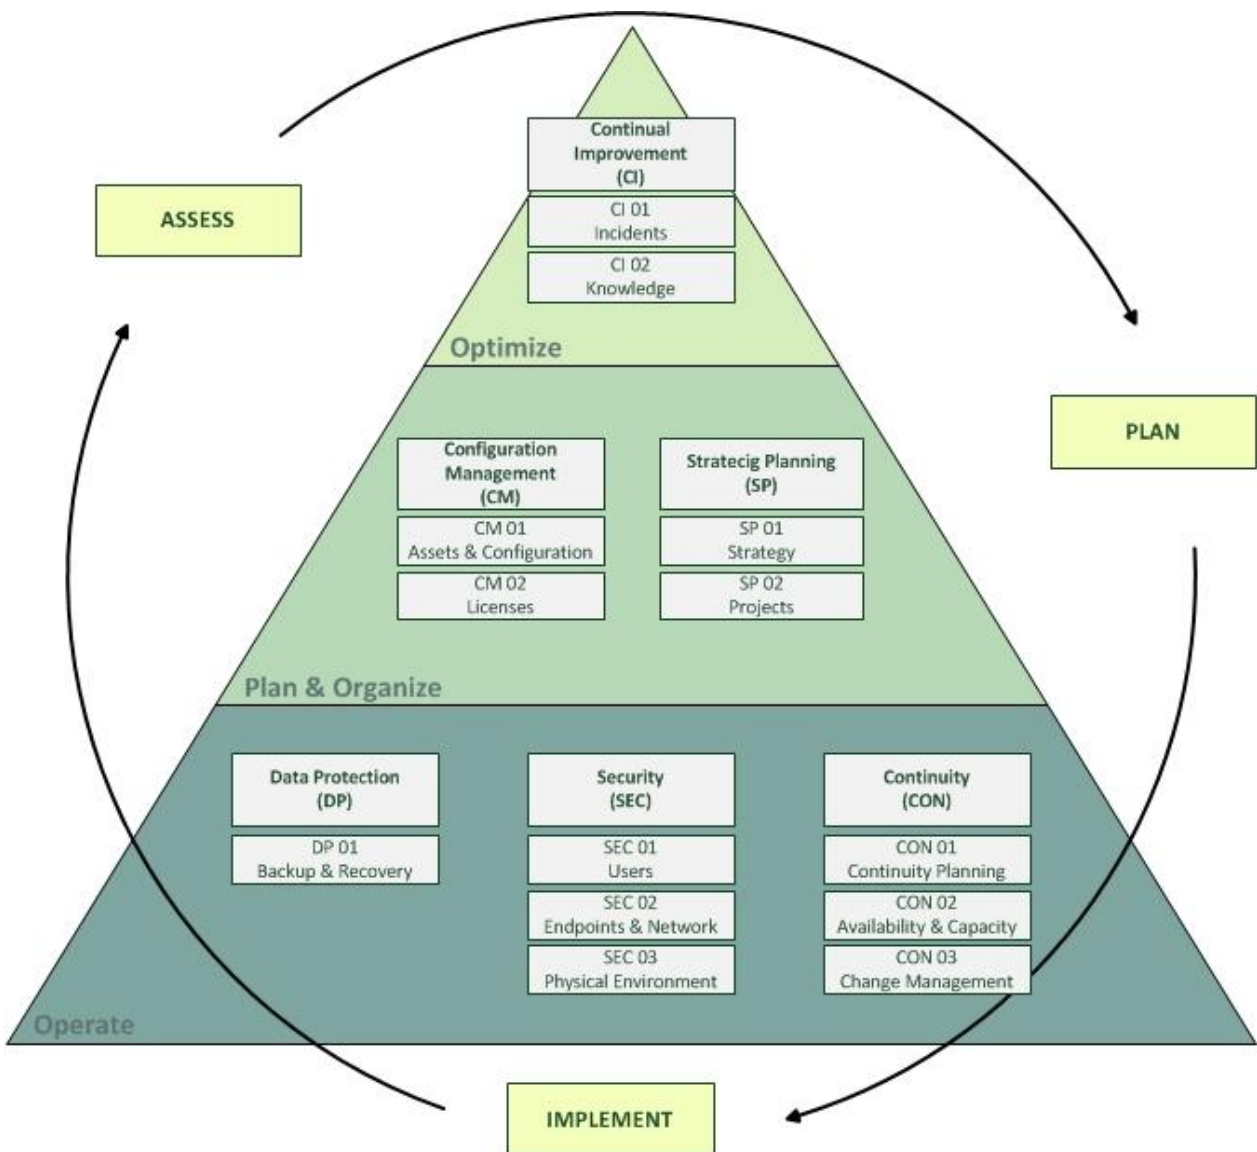 Continual
Improvement
(CI)
CI 01
Incidents
CI 02
Knowledge
ASSESS
Optimize
PLAN
Configuration
Management
(CM)
CM 01
Assets & Configuration
CM 02
Licenses
Stratecig Planning
(SP)
SP 01
Strategy
SP 02
Projects
Plan & Organize
Data Protection
(DP)
DP 01
Backup & Recovery
Security
(SEC)
SEC 01
Users
SEC 02
Endpoints & Network
SEC 03
Physical Environment
Continuity
(CON)
CON 01
Continuity Planning
CON 02
Availability & Capacity
CON 03
Change Management
Operate
IMPLEMENT